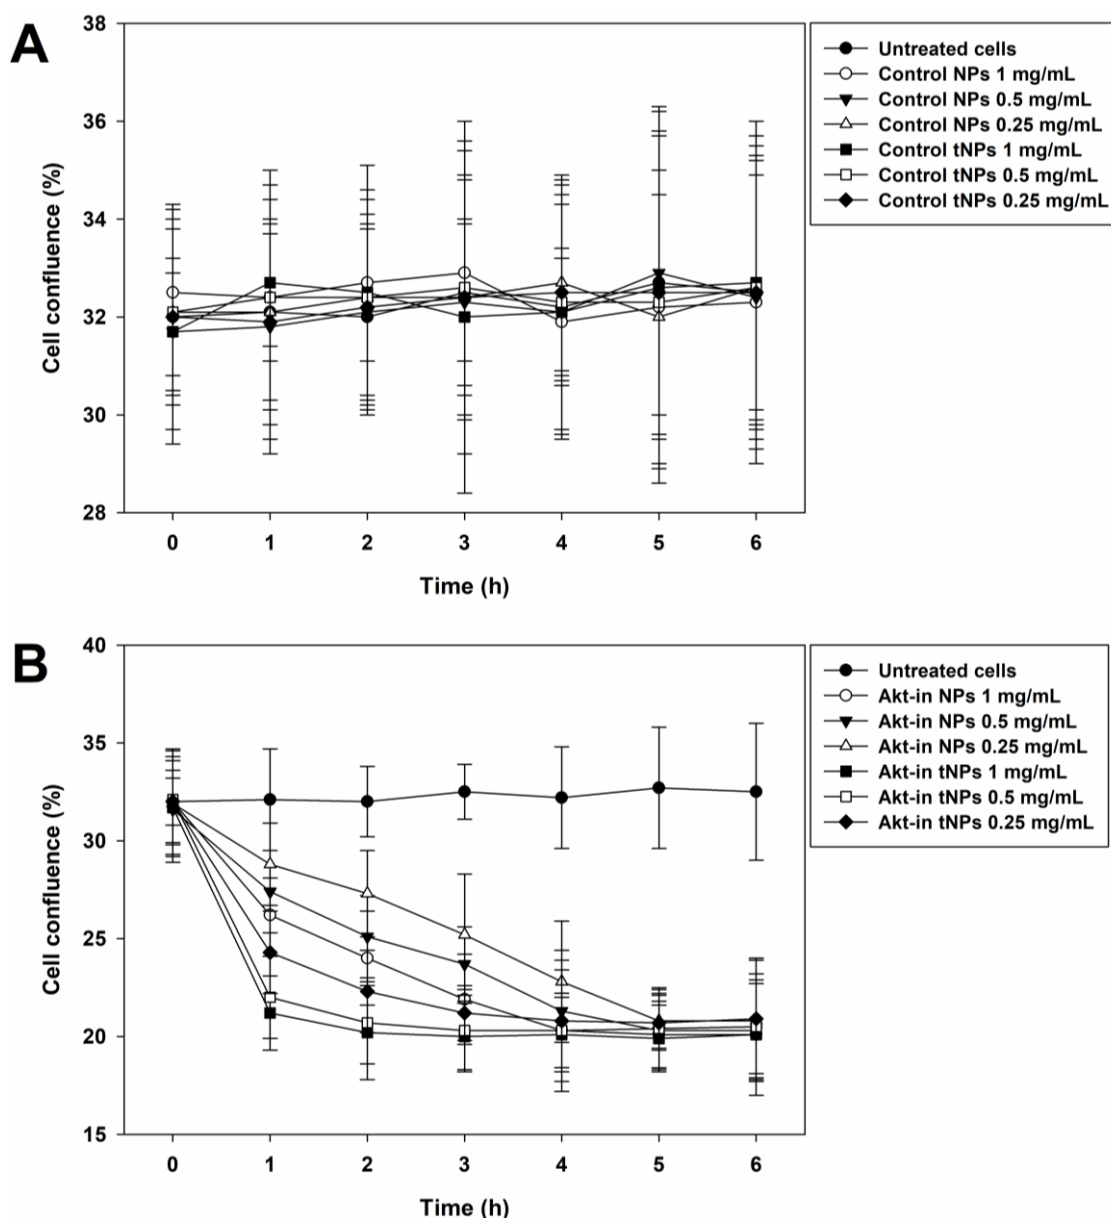 A
38
36
34
32
30
28
Cell confluence (%)
0 1 2 3 4 5 6
Time (h)
Untreated cells
Control NPs 1 mg/mL
Control NPs 0.5 mg/mL
Control NPs 0.25 mg/mL
Control tNPs 1 mg/mL
Control tNPs 0.5 mg/mL
Control tNPs 0.25 mg/mL
B
40
35
30
25
20
15
Cell confluence (%)
0 1 2 3 4 5 6
Time (h)
Untreated cells
Akt-in NPs 1 mg/mL
Akt-in NPs 0.5 mg/mL
Akt-in NPs 0.25 mg/mL
Akt-in tNPs 1 mg/mL
Akt-in tNPs 0.5 mg/mL
Akt-in tNPs 0.25 mg/mL